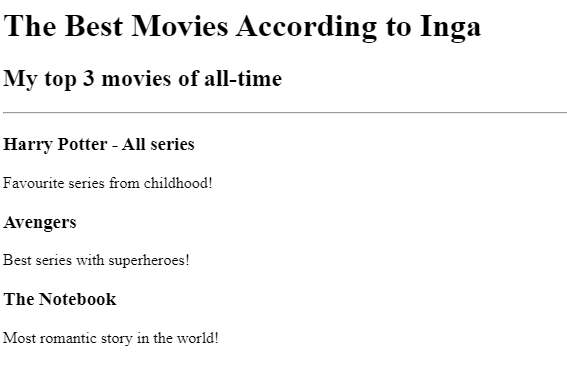 The Best Movies According to Inga
My top 3 movies of all-time
Harry Potter - All series
Favourite series from childhood!
Avengers
Best series with superheroes!
The Notebook
Most romantic story in the world!